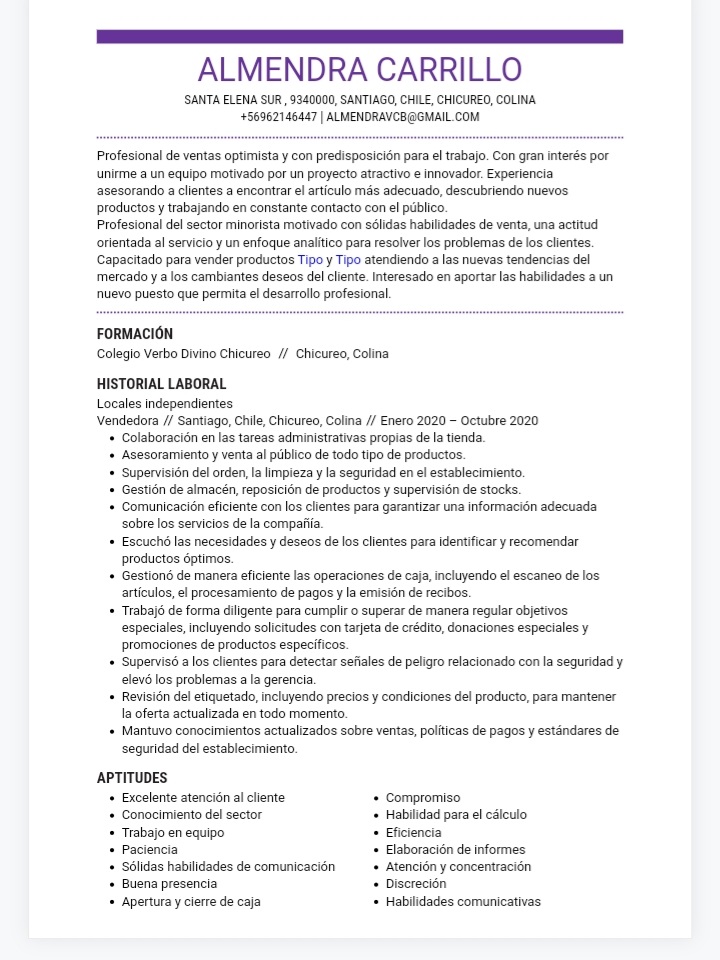 ALMENDRA CARRILLO
SANTA ELENA SUR , 9340000, SANTIAGO, CHILE, CHICUREO, COLINA
+56962146447 | ALMENDRAVCB@GMAIL.COM
Profesional de ventas optimista y con predisposición para el trabajo. Con gran interés por
unirme a un equipo motivado por un proyecto atractivo e innovador. Experiencia
asesorando a clientes a encontrar el artículo más adecuado, descubriendo nuevos
productos y trabajando en constante contacto con el público.
Profesional del sector minorista motivado con sólidas habilidades de venta, una actitud
orientada al servicio y un enfoque analítico para resolver los problemas de los clientes.
Capacitado para vender productos Tipo y Tipo atendiendo a las nuevas tendencias del
mercado y a los cambiantes deseos del cliente. Interesado en aportar las habilidades a un
nuevo puesto que permita el desarrollo profesional.
FORMACIÓN
Colegio Verbo Divino Chicureo // Chicureo, Colina
HISTORIAL LABORAL
Locales independientes
Vendedora // Santiago, Chile, Chicureo, Colina // Enero 2020 – Octubre 2020
• Colaboración en las tareas administrativas propias de la tienda.
• Asesoramiento y venta al público de todo tipo de productos.
• Supervisión del orden, la limpieza y la seguridad en el establecimiento.
• Gestión de almacén, reposición de productos y supervisión de stocks.
• Comunicación eficiente con los clientes para garantizar una información adecuada
sobre los servicios de la compañía.
• Escuchó las necesidades y deseos de los clientes para identificar y recomendar
productos óptimos.
• Gestionó de manera eficiente las operaciones de caja, incluyendo el escaneo de los
artículos, el procesamiento de pagos y la emisión de recibos.
• Trabajó de forma diligente para cumplir o superar de manera regular objetivos
especiales, incluyendo solicitudes con tarjeta de crédito, donaciones especiales y
promociones de productos específicos.
• Supervisó a los clientes para detectar señales de peligro relacionado con la seguridad y
elevó los problemas a la gerencia.
• Revisión del etiquetado, incluyendo precios y condiciones del producto, para mantener
la oferta actualizada en todo momento.
• Mantuvo conocimientos actualizados sobre ventas, políticas de pagos y estándares de
seguridad del establecimiento.
APTITUDES
• Excelente atención al cliente
• Conocimiento del sector
• Trabajo en equipo
• Paciencia
• Sólidas habilidades de comunicación
• Buena presencia
• Apertura y cierre de caja
• Compromiso
• Habilidad para el cálculo
• Eficiencia
• Elaboración de informes
• Atención y concentración
• Discreción
• Habilidades comunicativas